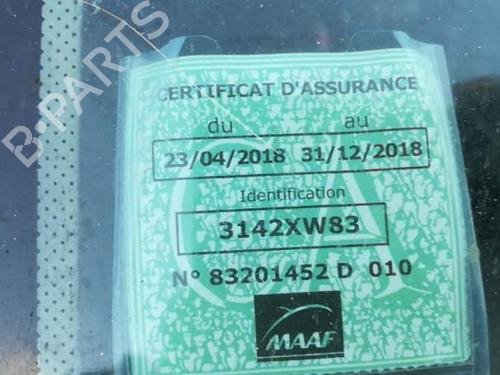 B-PARTS
CERTIFICAT D'ASSURANCE
du au
23/04/2018 31/12/2018
Identification
3142XW83
N° 83201452 D 010
MAAF